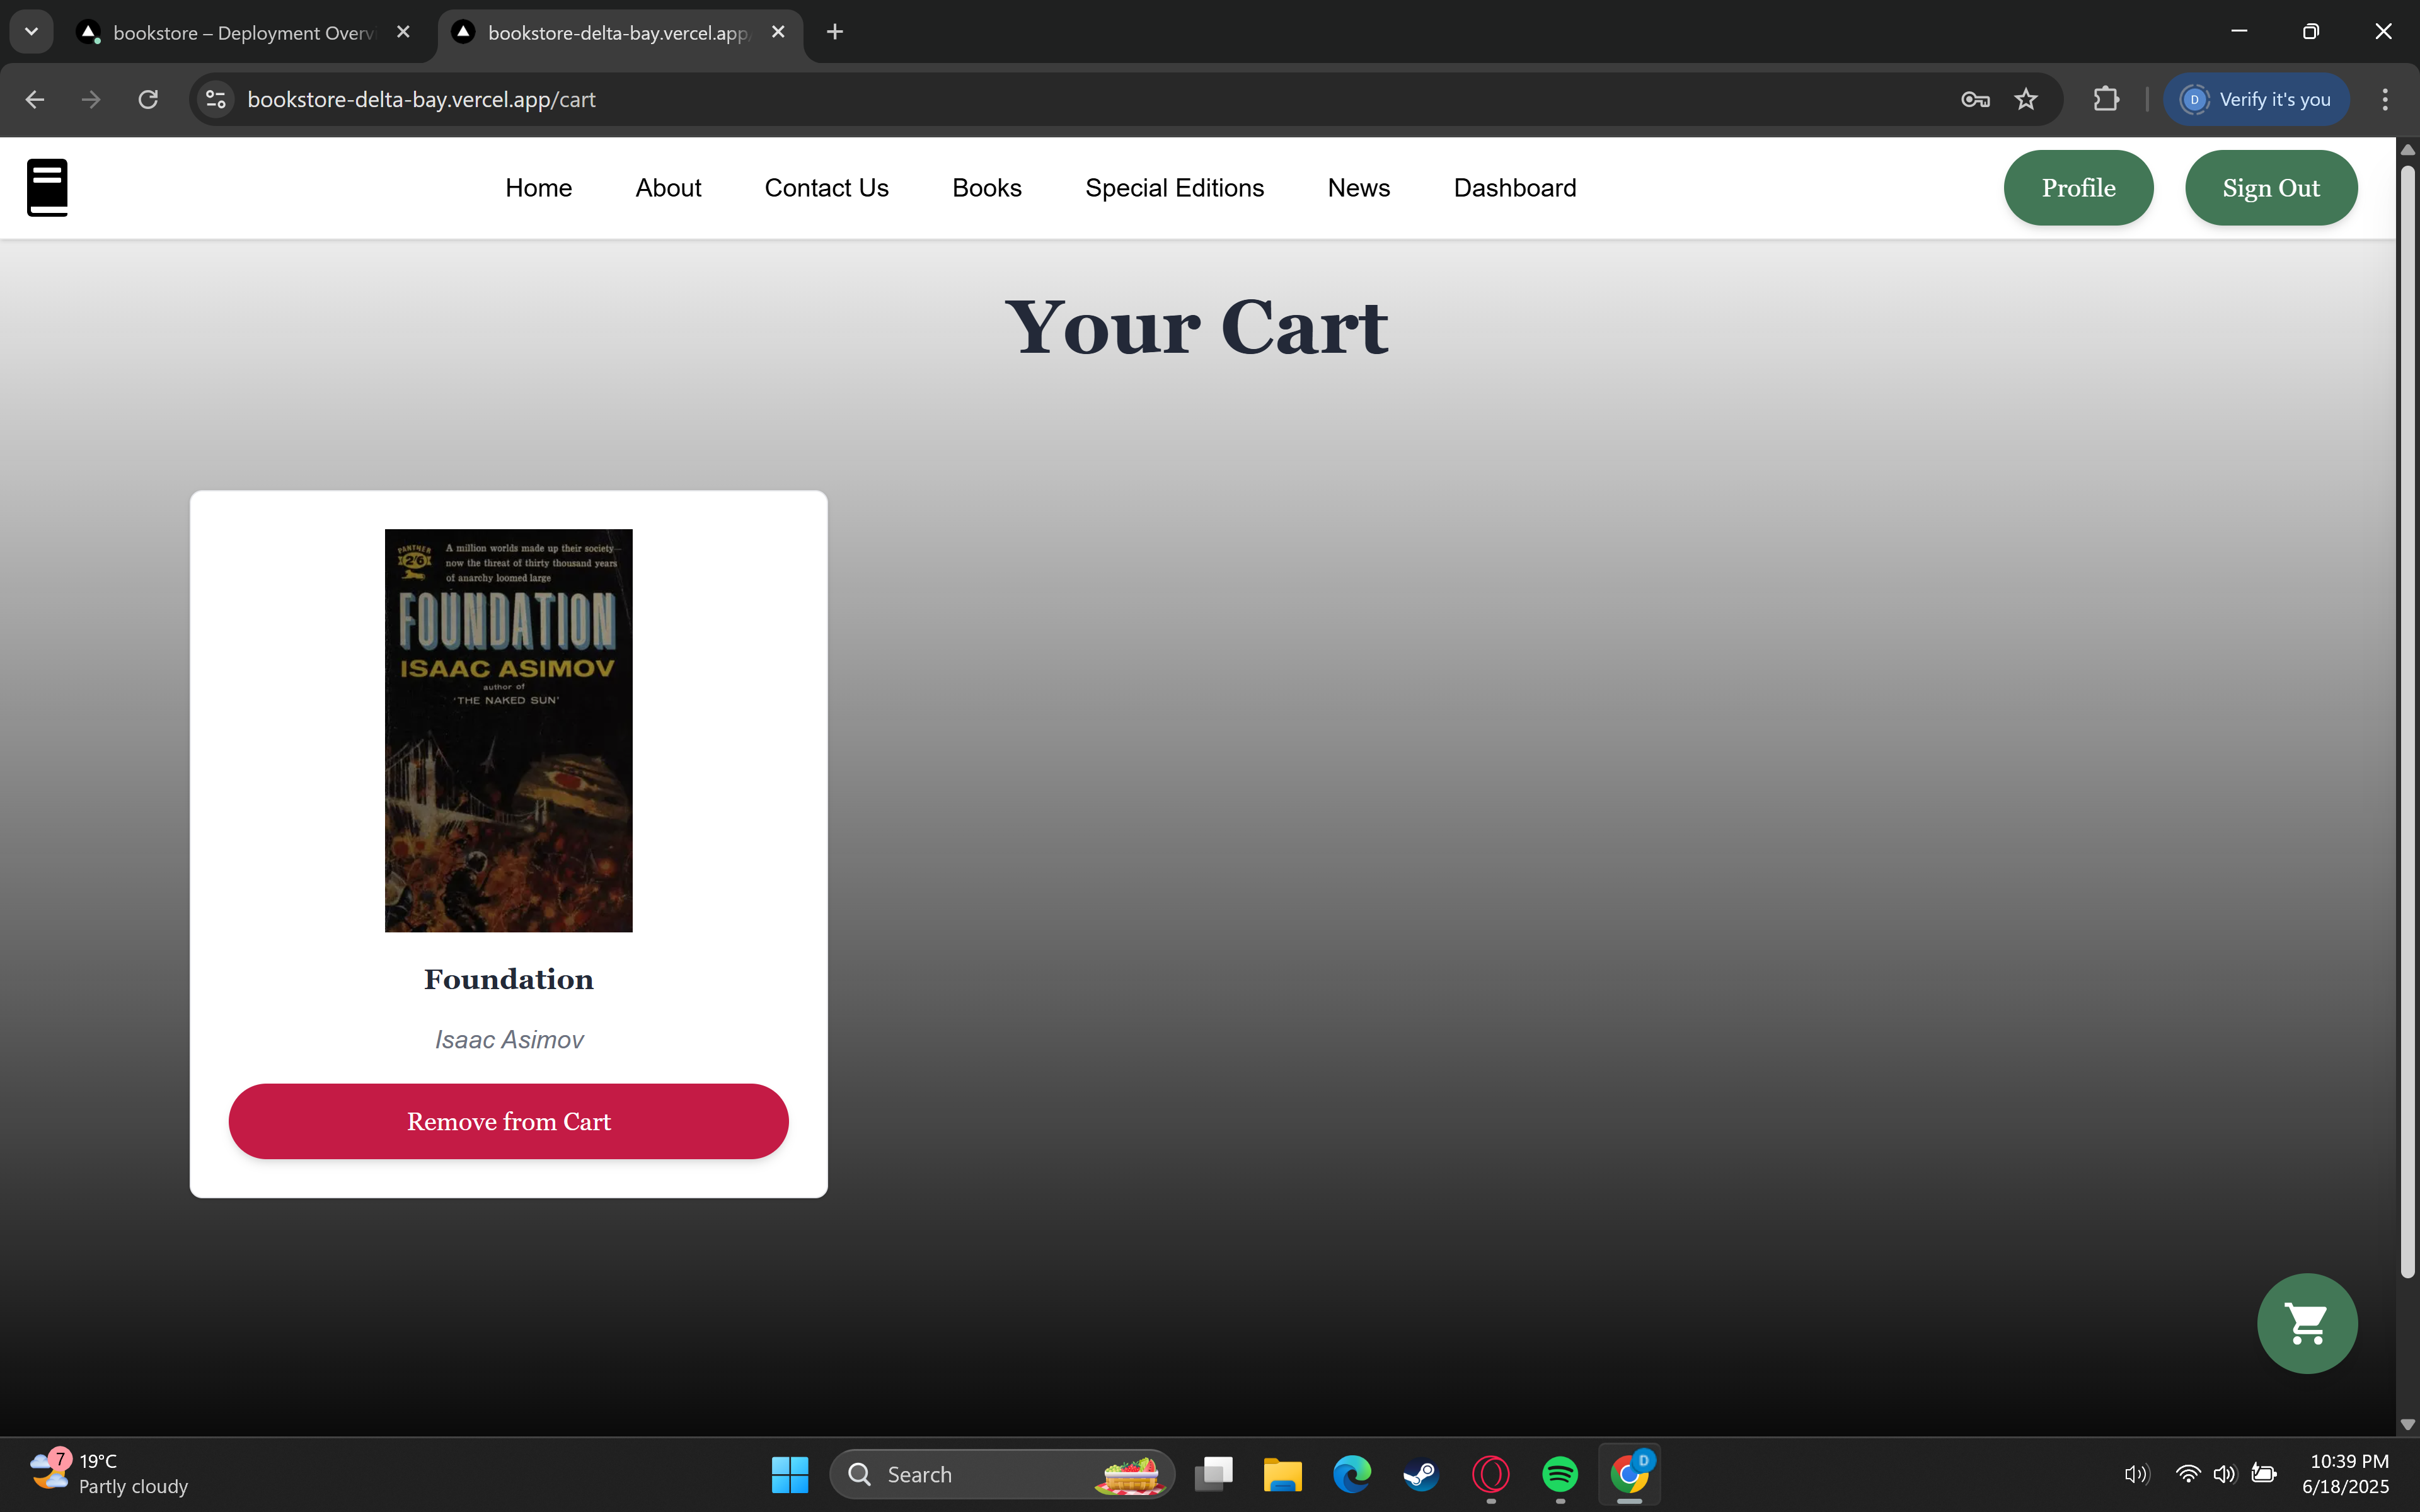 bookstore – Deployment Overvi
bookstore-delta-bay.vercel.app/
bookstore-delta-bay.vercel.app/cart
D
Verify it's you
Home
About
Contact Us
Books
Special Editions
News
Dashboard
Profile
Sign Out
Your Cart
PANTHER
2'6
A million worlds made up their society—
now the threat of thirty thousand years
of anarchy loomed large
FOUNDATION
ISAAC ASIMOV
author of
'THE NAKED SUN'
Foundation
Isaac Asimov
Remove from Cart
7
19°C
Partly cloudy
Search
D
10:39 PM
6/18/2025